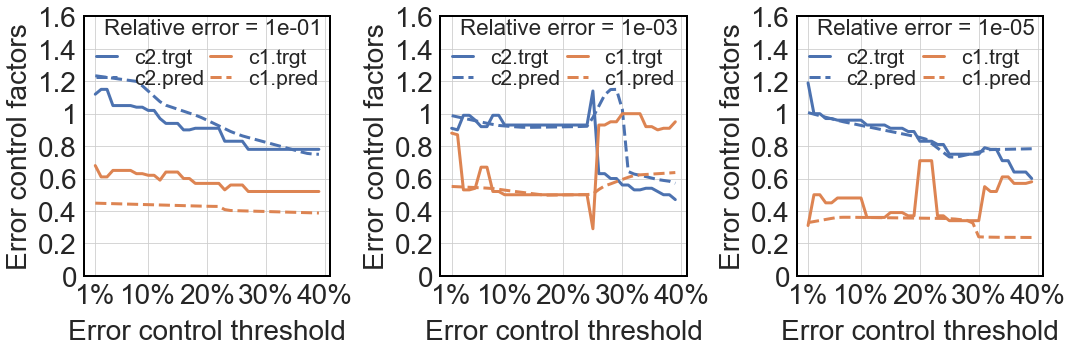 Relative error = 1e-01
c2.trgt c1.trgt
c2.pred c1.pred
1.6
1.4
1.2
1
0.8
0.6
0.4
0.2
0
Error control factors
1% 10% 20% 30% 40%
Error control threshold
Relative error = 1e-03
c2.trgt c1.trgt
c2.pred c1.pred
1.6
1.4
1.2
1
0.8
0.6
0.4
0.2
0
Error control factors
1% 10% 20% 30% 40%
Error control threshold
Relative error = 1e-05
c2.trgt c1.trgt
c2.pred c1.pred
1.6
1.4
1.2
1
0.8
0.6
0.4
0.2
0
Error control factors
1% 10% 20% 30% 40%
Error control threshold